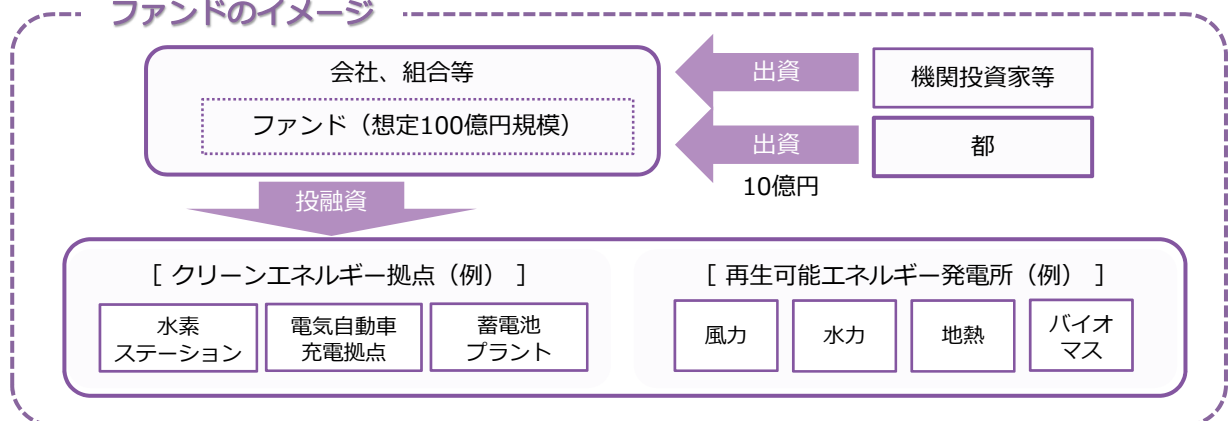 ファンドのイメージ
会社、組合等
ファンド（想定100億円規模）
出資
機関投資家等
出資
都
10億円
投融資
［ クリーンエネルギー拠点（例） ］
水素
ステーション
電気自動車
充電拠点
蓄電池
プラント
［ 再生可能エネルギー発電所（例） ］
風力
水力
地熱
バイオ
マス